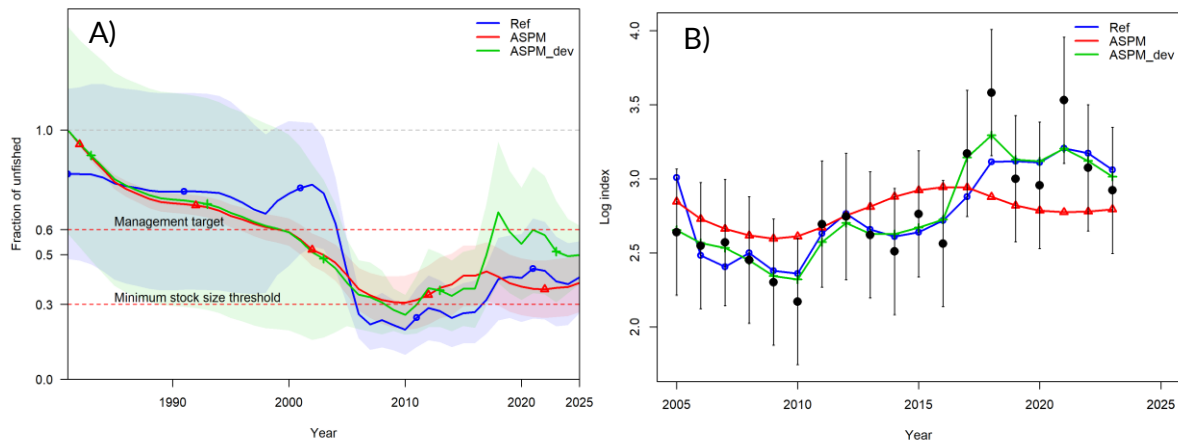 A)
Ref
ASPM
ASPM_dev
Fraction of unfished
1.0
0.6
0.5
0.3
0.0
Management target
Minimum stock size threshold
1990
2000
2010
2020
2025
Year
B)
Ref
ASPM
ASPM_dev
Log index
4.0
3.5
3.0
2.5
2.0
2005
2010
2015
2020
2025
Year